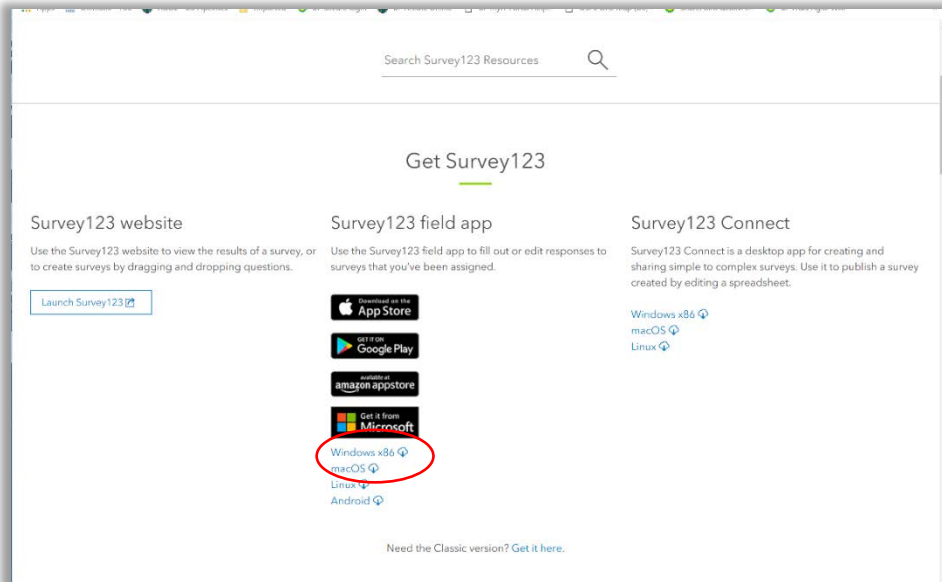 Search Survey123 Resources
Get Survey123
Survey123 website
Use the Survey123 website to view the results of a survey, or
to create surveys by dragging and dropping questions.
Launch Survey123
Survey123 field app
Use the Survey123 field app to fill out or edit responses to
surveys that you've been assigned.
Download on the
App Store
GET IT ON
Google Play
available at
amazon appstore
Get it from
Microsoft
Windows x86
macOS
Linux
Android
Survey123 Connect
Survey123 Connect is a desktop app for creating and
sharing simple to complex surveys. Use it to publish a survey
created by editing a spreadsheet.
Windows x86
macOS
Linux
Need the Classic version? Get it here.